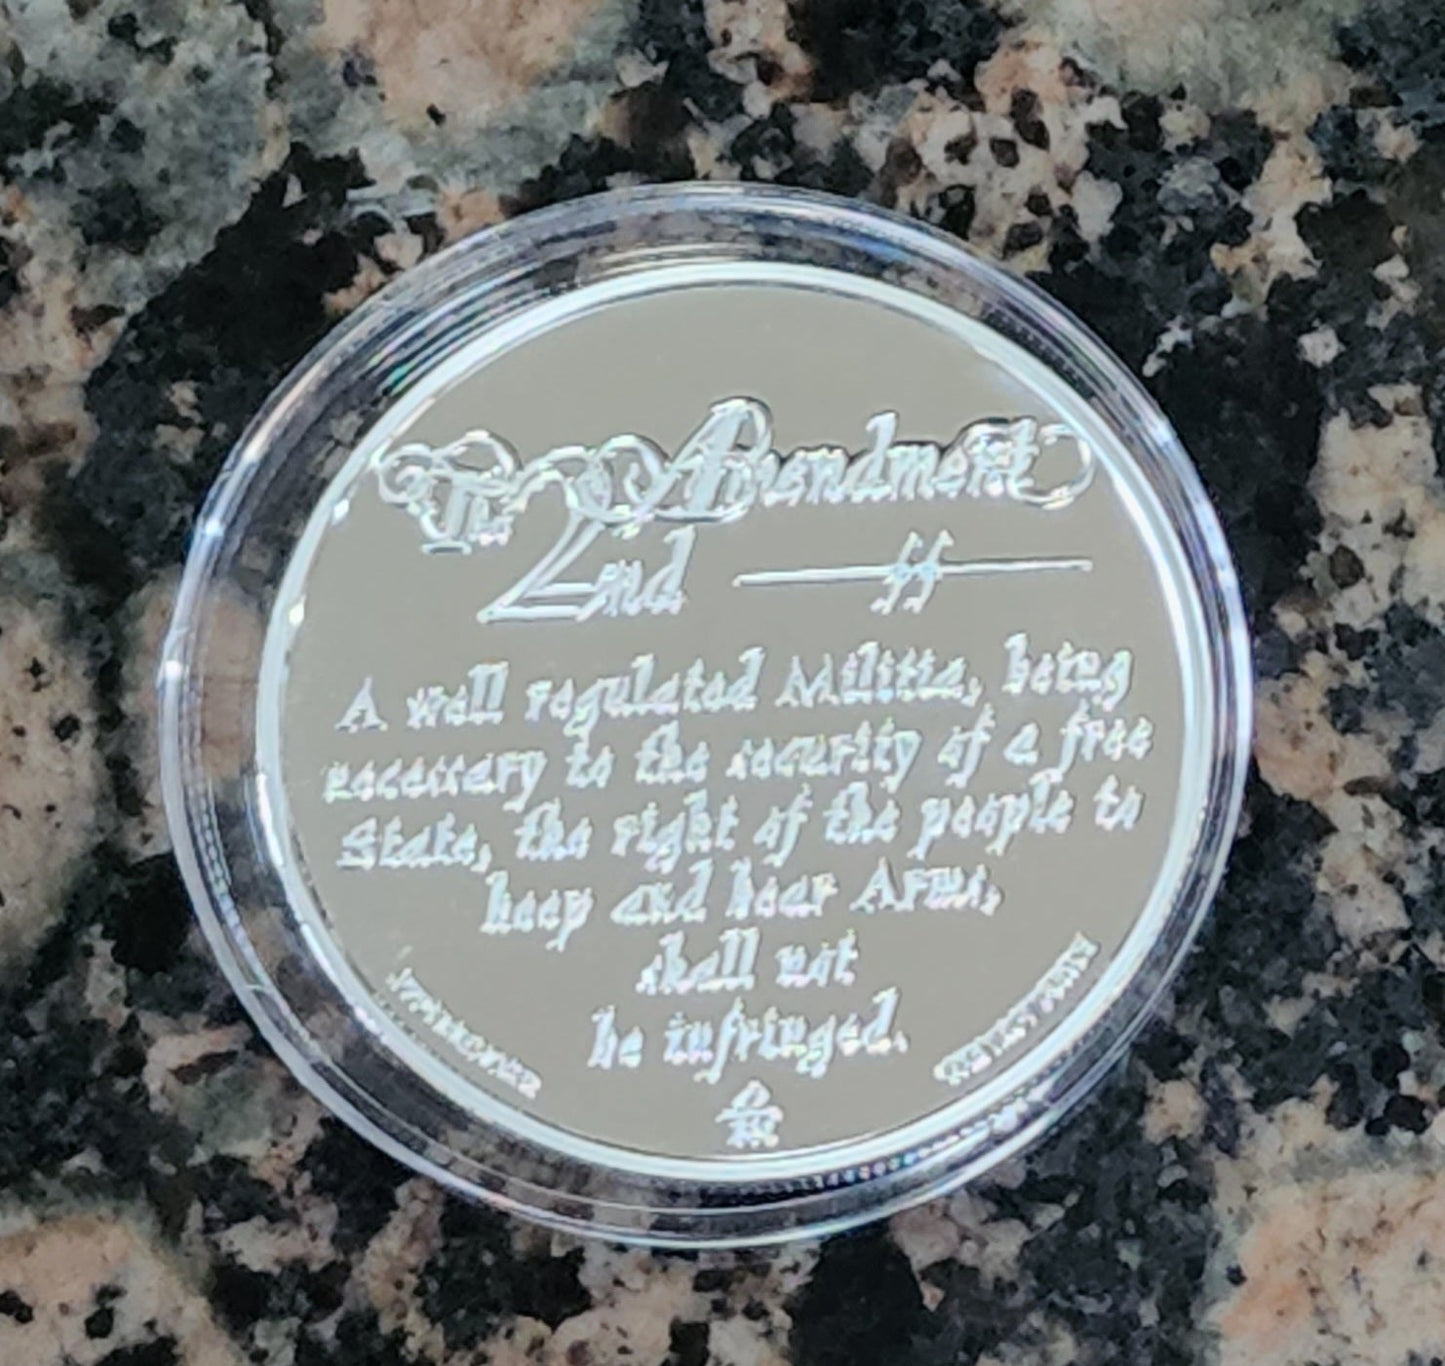 The
2nd Amendment
A well regulated Militia, being
necessary to the security of a free
State, the right of the people to
keep and bear Arms,
shall not
be infringed.